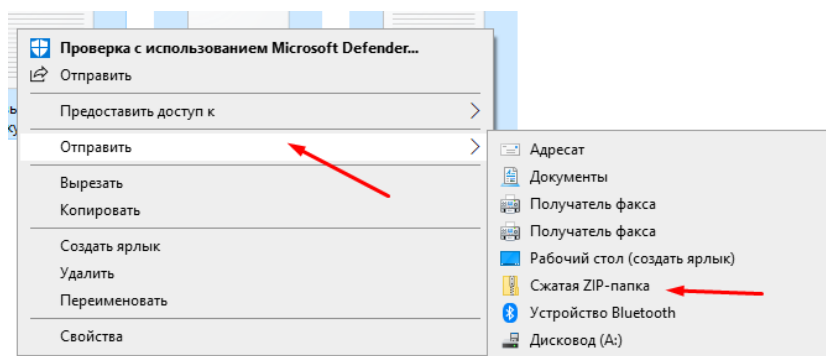 Проверка с использованием Microsoft Defender...
Отправить
Предоставить доступ к
Отправить
Вырезать
Копировать
Создать ярлык
Удалить
Переименовать
Свойства
Адресат
Документы
Получатель факса
Получатель факса
Рабочий стол (создать ярлык)
Сжатая ZIP-папка
Устройство Bluetooth
Дисковод (A:)